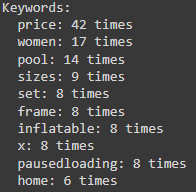 Keywords:
price: 42 times
women: 17 times
pool: 14 times
sizes: 9 times
set: 8 times
frame: 8 times
inflatable: 8 times
x: 8 times
pausedloading: 8 times
home: 6 times